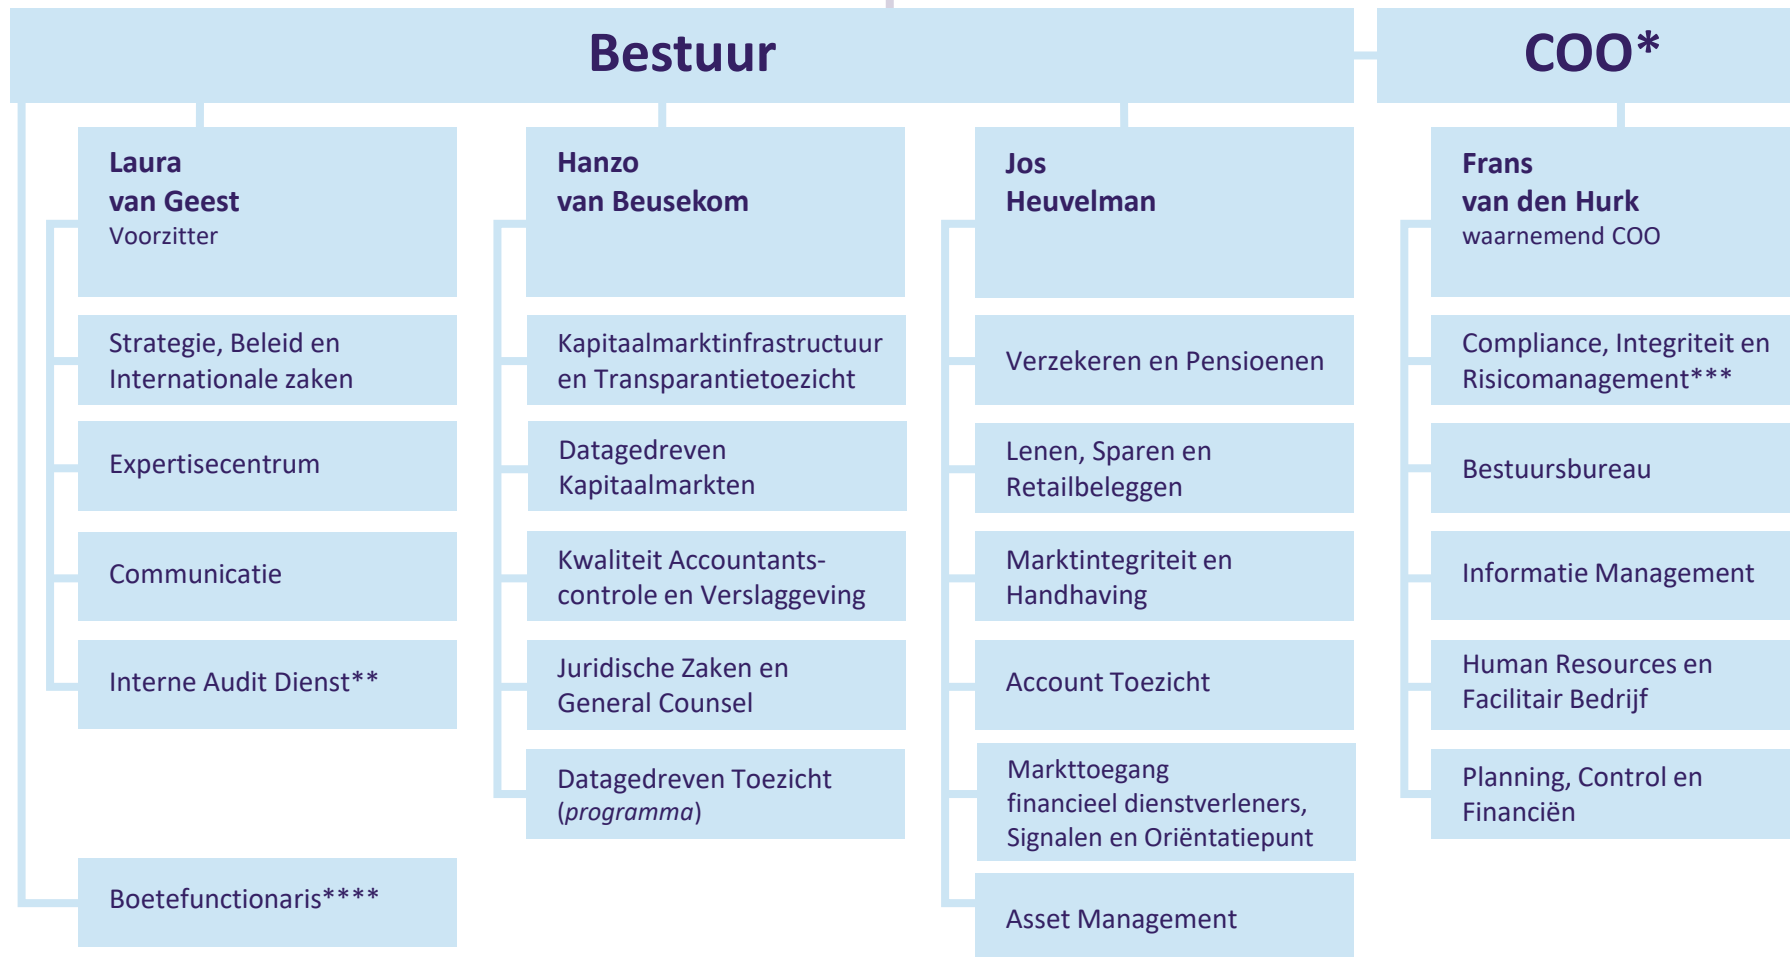 Bestuur
COO*
Laura
van Geest
Voorzitter
Strategie, Beleid en
Internationale zaken
Expertisecentrum
Communicatie
Interne Audit Dienst**
Boetefunctionaris****
Hanzo
van Beusekom
Kapitaalmarktinfrastructuur
en Transparantietoezicht
Datagedreven
Kapitaalmarkten
Kwaliteit Accountants-
controle en Verslaggeving
Juridische Zaken en
General Counsel
Datagedreven Toezicht
(programma)
Jos
Heuvelman
Verzekeren en Pensioenen
Lenen, Sparen en
Retailbeleggen
Marktintegriteit en
Handhaving
Account Toezicht
Markttoegang
financieel dienstverleners,
Signalen en Oriëntatiepunt
Asset Management
Frans
van den Hurk
waarnemend COO
Compliance, Integriteit en
Risicomanagement***
Bestuursbureau
Informatie Management
Human Resources en
Facilitair Bedrijf
Planning, Control en
Financiën